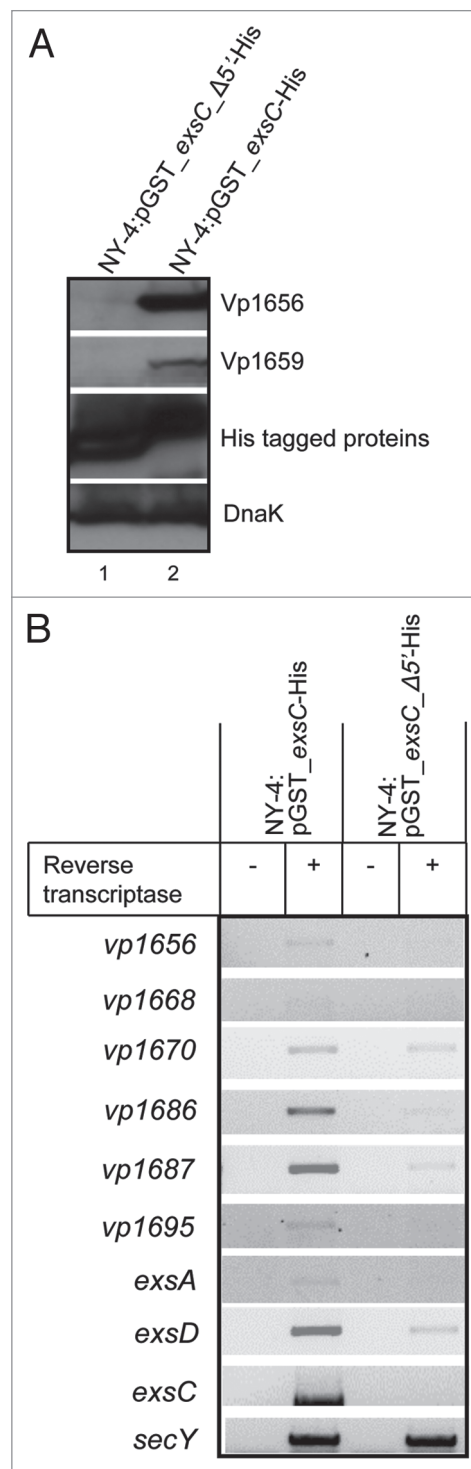 A
NY-4:pGST_exsC_Δ5'-His
NY-4:pGST_exsC-His
Vp1656
Vp1659
His tagged proteins
DnaK
1 2
B
NY-4:
pGST_exsC-His
NY-4:
pGST_exsC_Δ5'-His
Reverse
transcriptase
- + - +
vp1656
vp1668
vp1670
vp1686
vp1687
vp1695
exsA
exsD
exsC
secY